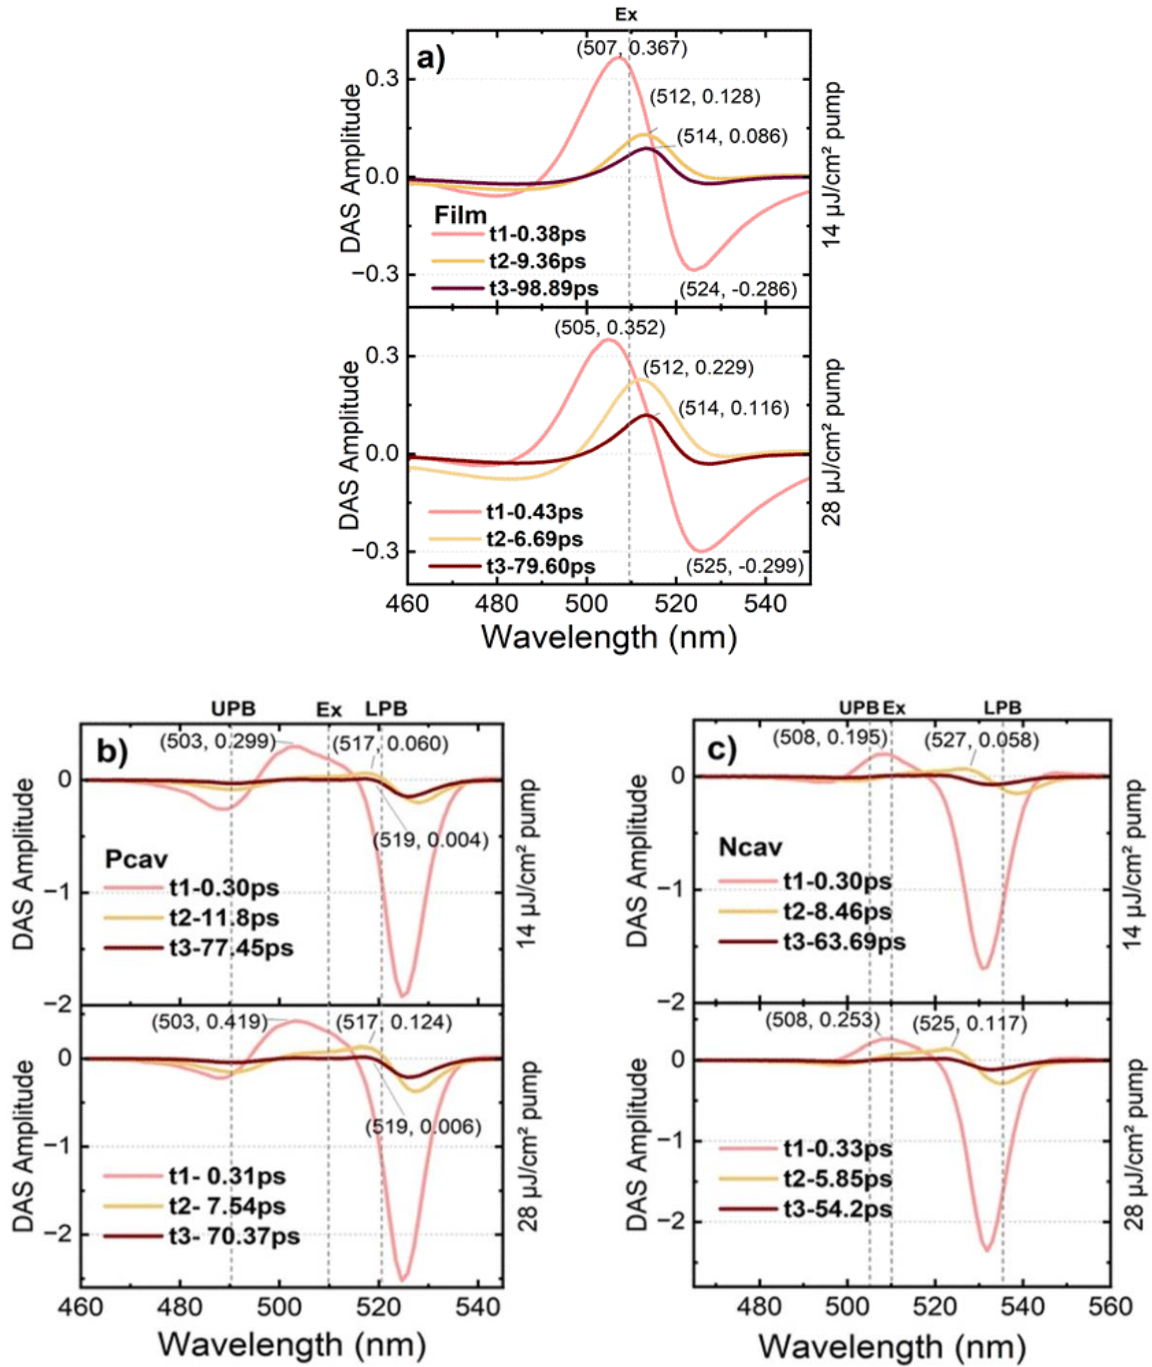 Ex
a)
(507, 0.367)
(512, 0.128)
(514, 0.086)
0.3
0.0
−0.3
DAS Amplitude
14 µJ/cm² pump
Film
t1-0.38ps
t2-9.36ps
t3-98.89ps
(524, -0.286)
(505, 0.352)
(512, 0.229)
(514, 0.116)
0.3
0.0
−0.3
DAS Amplitude
28 µJ/cm² pump
t1-0.43ps
t2-6.69ps
t3-79.60ps
(525, -0.299)
460 480 500 520 540
Wavelength (nm)
UPB Ex LPB
b)
(503, 0.299)
(517, 0.060)
(519, 0.004)
0
−1
−2
DAS Amplitude
14 µJ/cm² pump
Pcav
t1-0.30ps
t2-11.8ps
t3-77.45ps
(503, 0.419)
(517, 0.124)
(519, 0.006)
0
−1
−2
DAS Amplitude
28 µJ/cm² pump
t1- 0.31ps
t2- 7.54ps
t3- 70.37ps
460 480 500 520 540
Wavelength (nm)
UPB Ex LPB
c)
(508, 0.195)
(527, 0.058)
0
−1
−2
DAS Amplitude
14 µJ/cm² pump
Ncav
t1-0.30ps
t2-8.46ps
t3-63.69ps
(508, 0.253)
(525, 0.117)
0
−1
−2
DAS Amplitude
28 µJ/cm² pump
t1-0.33ps
t2-5.85ps
t3-54.2ps
480 500 520 540 560
Wavelength (nm)